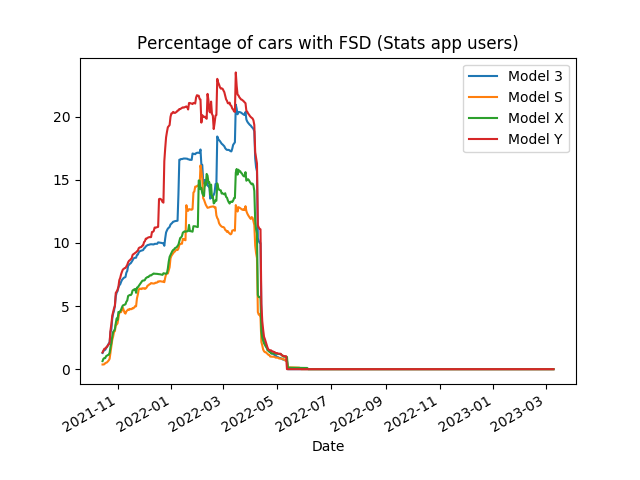 Percentage of cars with FSD (Stats app users)
Model 3
Model S
Model X
Model Y
20
15
10
5
0
2021-11
2022-01
2022-03
2022-05
2022-07
2022-09
2022-11
2023-01
2023-03
Date